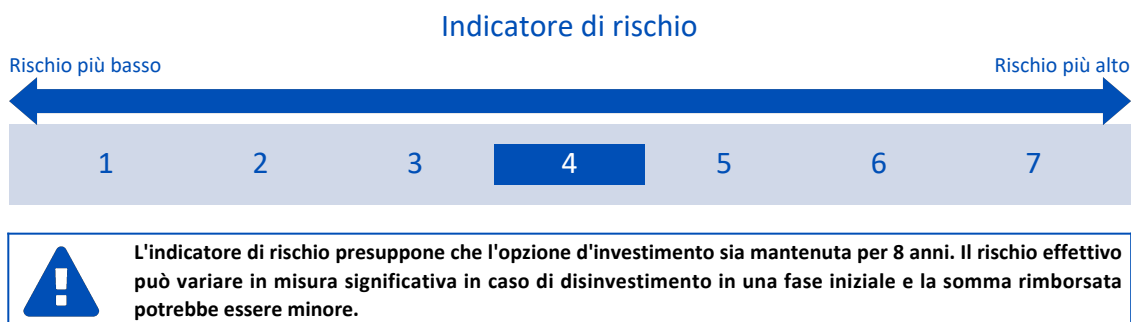 Indicatore di rischio
Rischio più basso
Rischio più alto
1 2 3 4 5 6 7
L'indicatore di rischio presuppone che l'opzione d'investimento sia mantenuta per 8 anni. Il rischio effettivo
può variare in misura significativa in caso di disinvestimento in una fase iniziale e la somma rimborsata
potrebbe essere minore.